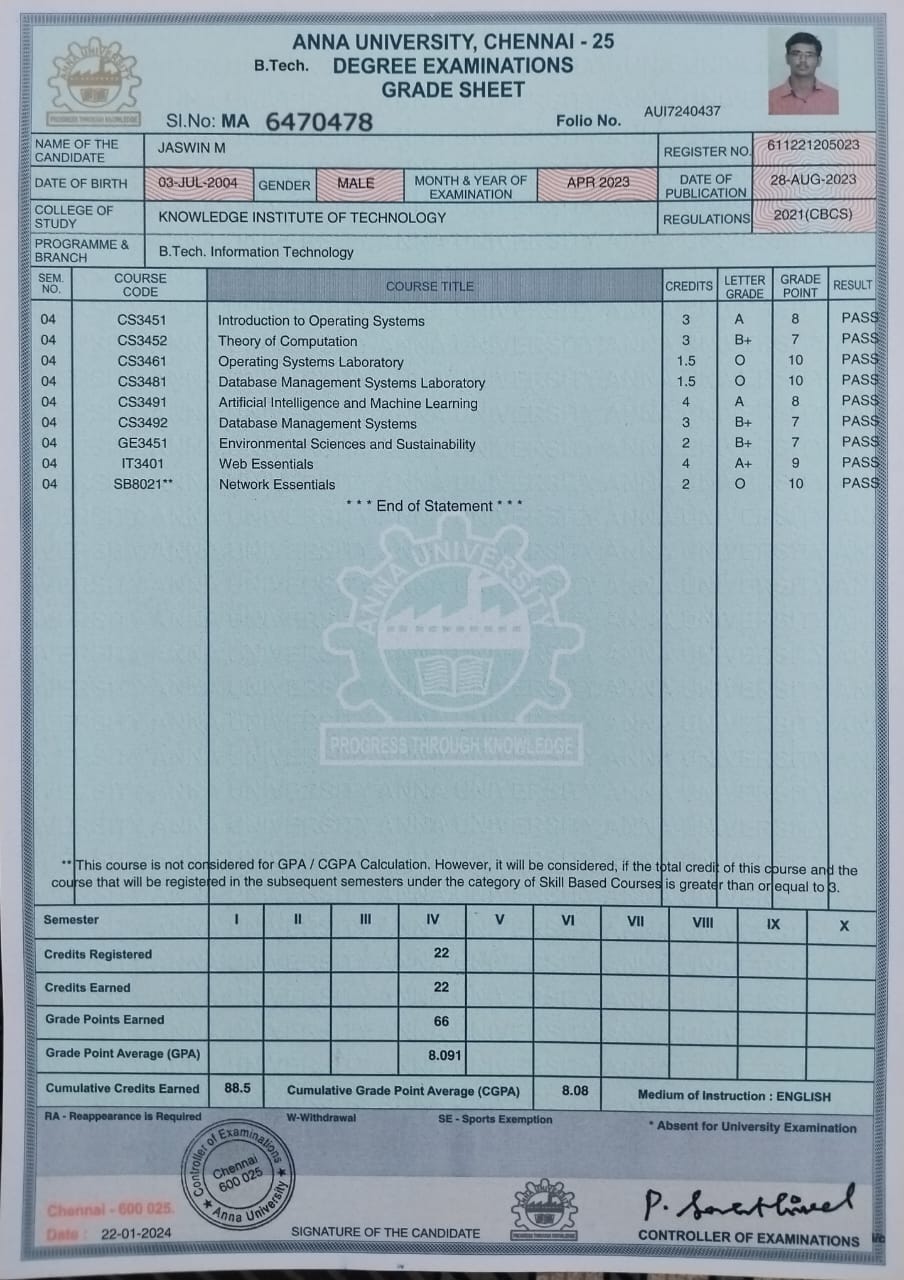 ANNA UNIVERSITY, CHENNAI - 25
B.Tech. DEGREE EXAMINATIONS
GRADE SHEET
ANNA UNIVERSITY
PROGRESS THROUGH KNOWLEDGE
SI.No: MA 6470478 Folio No. AUI7240437
NAME OF THE CANDIDATE JASWIN M REGISTER NO. 611221205023
DATE OF BIRTH 03-JUL-2004 GENDER MALE MONTH & YEAR OF EXAMINATION APR 2023 DATE OF PUBLICATION 28-AUG-2023
COLLEGE OF STUDY KNOWLEDGE INSTITUTE OF TECHNOLOGY REGULATIONS 2021(CBCS)
PROGRAMME & BRANCH B.Tech. Information Technology
SEM. NO. COURSE CODE COURSE TITLE CREDITS LETTER GRADE GRADE POINT RESULT
04 CS3451 Introduction to Operating Systems 3 A 8 PASS
04 CS3452 Theory of Computation 3 B+ 7 PASS
04 CS3461 Operating Systems Laboratory 1.5 O 10 PASS
04 CS3481 Database Management Systems Laboratory 1.5 O 10 PASS
04 CS3491 Artificial Intelligence and Machine Learning 4 A 8 PASS
04 CS3492 Database Management Systems 3 B+ 7 PASS
04 GE3451 Environmental Sciences and Sustainability 2 B+ 7 PASS
04 IT3401 Web Essentials 4 A+ 9 PASS
04 SB8021** Network Essentials 2 O 10 PASS
* * * End of Statement * * *
ANNA UNIVERSITY
PROGRESS THROUGH KNOWLEDGE
** This course is not considered for GPA / CGPA Calculation. However, it will be considered, if the total credit of this course and the
course that will be registered in the subsequent semesters under the category of Skill Based Courses is greater than or equal to 3.
Semester I II III IV V VI VII VIII IX X
Credits Registered 22
Credits Earned 22
Grade Points Earned 66
Grade Point Average (GPA) 8.091
Cumulative Credits Earned 88.5 Cumulative Grade Point Average (CGPA) 8.08 Medium of Instruction : ENGLISH
RA - Reappearance is Required W-Withdrawal SE - Sports Exemption * Absent for University Examination
Controller of Examinations
Chennai
600 025
Anna University
Chennai - 600 025.
Date : 22-01-2024 SIGNATURE OF THE CANDIDATE CONTROLLER OF EXAMINATIONS